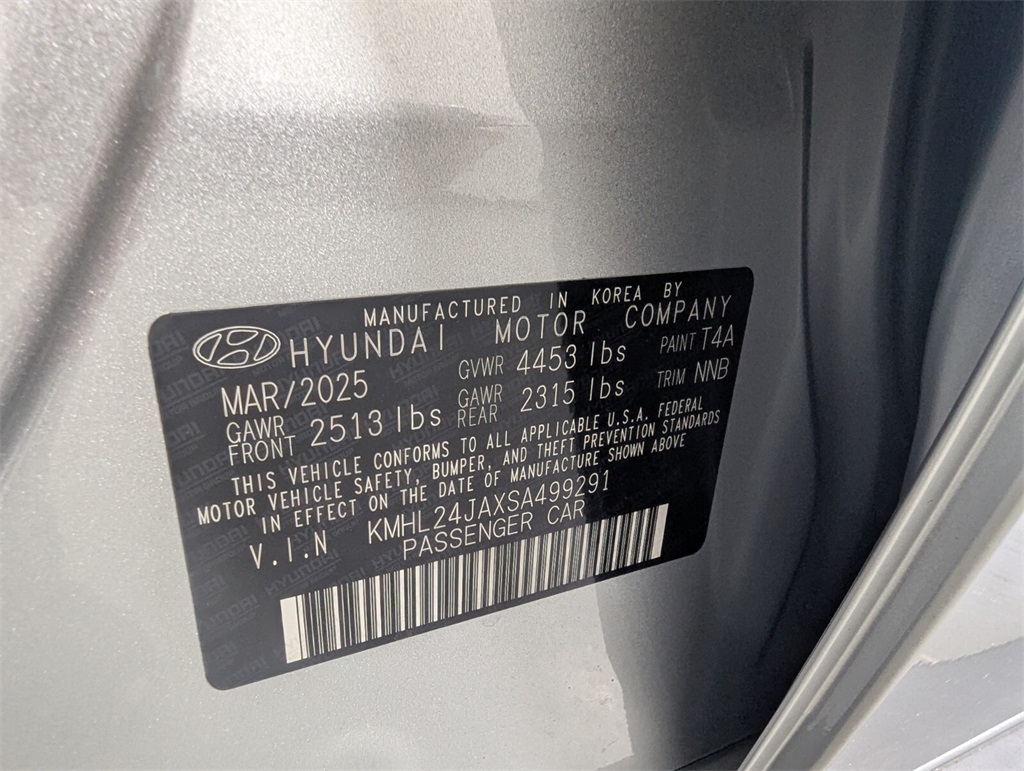 MANUFACTURED IN KOREA BY
HYUNDAI MOTOR COMPANY
MAR/2025 GVWR 4453 lbs PAINT T4A
GAWR FRONT 2513 lbs GAWR REAR 2315 lbs TRIM NNB
THIS VEHICLE CONFORMS TO ALL APPLICABLE U.S.A. FEDERAL
MOTOR VEHICLE SAFETY, BUMPER, AND THEFT PREVENTION STANDARDS
IN EFFECT ON THE DATE OF MANUFACTURE SHOWN ABOVE
V.I.N KMHL24JAXSA499291
PASSENGER CAR